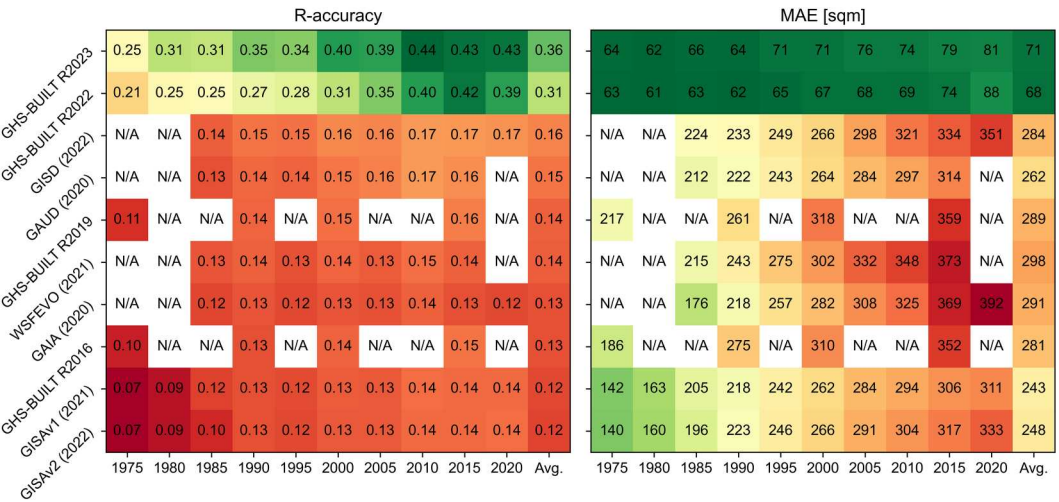 R-accuracy MAE [sqm]
GHS-BUILT R2023 0.25 0.31 0.31 0.35 0.34 0.40 0.39 0.44 0.43 0.43 0.36 64 62 66 64 71 71 76 74 79 81 71
GHS-BUILT R2022 0.21 0.25 0.25 0.27 0.28 0.31 0.35 0.40 0.42 0.39 0.31 63 61 63 62 65 67 68 69 74 88 68
GISD (2022) N/A N/A 0.14 0.15 0.15 0.16 0.16 0.17 0.17 0.17 0.16 N/A N/A 224 233 249 266 298 321 334 351 284
GAUD (2020) N/A N/A 0.13 0.14 0.14 0.15 0.16 0.17 0.16 N/A 0.15 N/A N/A 212 222 243 264 284 297 314 N/A 262
GHS-BUILT R2019 0.11 N/A N/A 0.14 N/A 0.15 N/A N/A 0.16 N/A 0.14 217 N/A N/A 261 N/A 318 N/A N/A 359 N/A 289
WSFEVO (2021) N/A N/A 0.13 0.14 0.13 0.14 0.13 0.15 0.14 N/A 0.14 N/A N/A 215 243 275 302 332 348 373 N/A 298
GAIA (2020) N/A N/A 0.12 0.13 0.12 0.13 0.13 0.14 0.13 0.12 0.13 N/A N/A 176 218 257 282 308 325 369 392 291
GHS-BUILT R2016 0.10 N/A N/A 0.13 N/A 0.14 N/A N/A 0.15 N/A 0.13 186 N/A N/A 275 N/A 310 N/A N/A 352 N/A 281
GISAv1 (2021) 0.07 0.09 0.12 0.13 0.12 0.13 0.13 0.14 0.14 0.14 0.12 142 163 205 218 242 262 284 294 306 311 243
GISAv2 (2022) 0.07 0.09 0.10 0.13 0.12 0.13 0.13 0.14 0.14 0.14 0.12 140 160 196 223 246 266 291 304 317 333 248
1975 1980 1985 1990 1995 2000 2005 2010 2015 2020 Avg. 1975 1980 1985 1990 1995 2000 2005 2010 2015 2020 Avg.